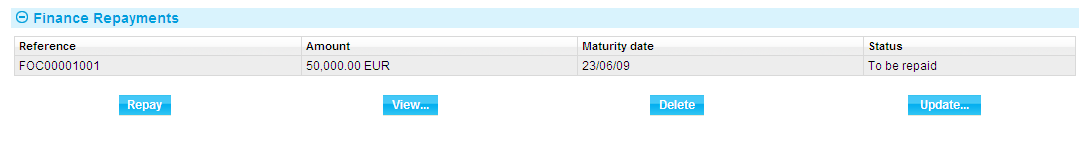 Finance Repayments
Reference Amount Maturity date Status
FOC00001001 50,000.00 EUR 23/06/09 To be repaid
Repay View... Delete Update...